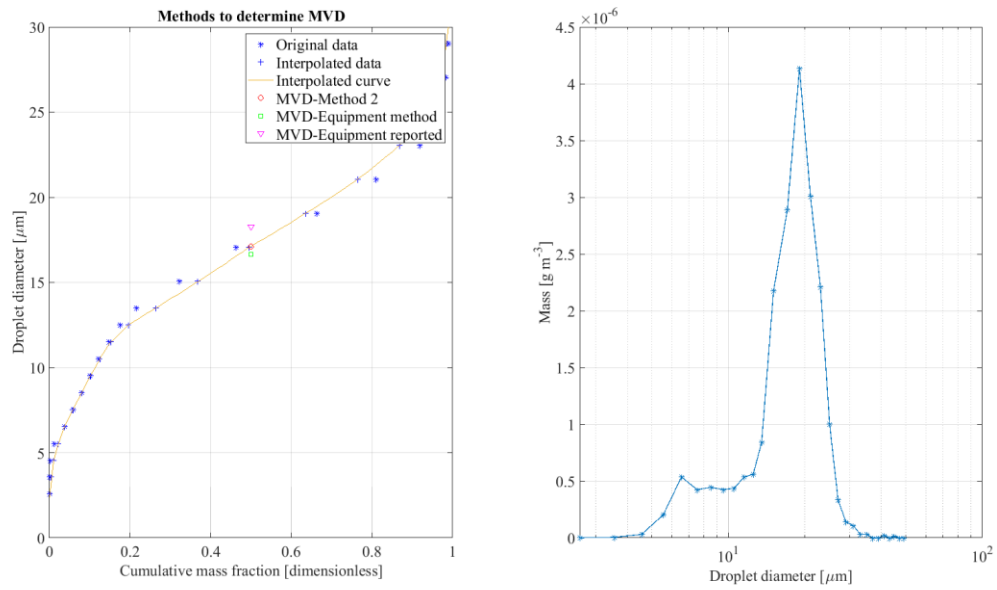 Methods to determine MVD
Original data
Interpolated data
Interpolated curve
MVD-Method 2
MVD-Equipment method
MVD-Equipment reported
30
25
20
15
10
5
0
Droplet diameter [μm]
0 0.2 0.4 0.6 0.8 1
Cumulative mass fraction [dimensionless]
×10⁻⁶
4.5
4
3.5
3
2.5
2
1.5
1
0.5
0
Mass [g m⁻³]
10¹ 10²
Droplet diameter [μm]